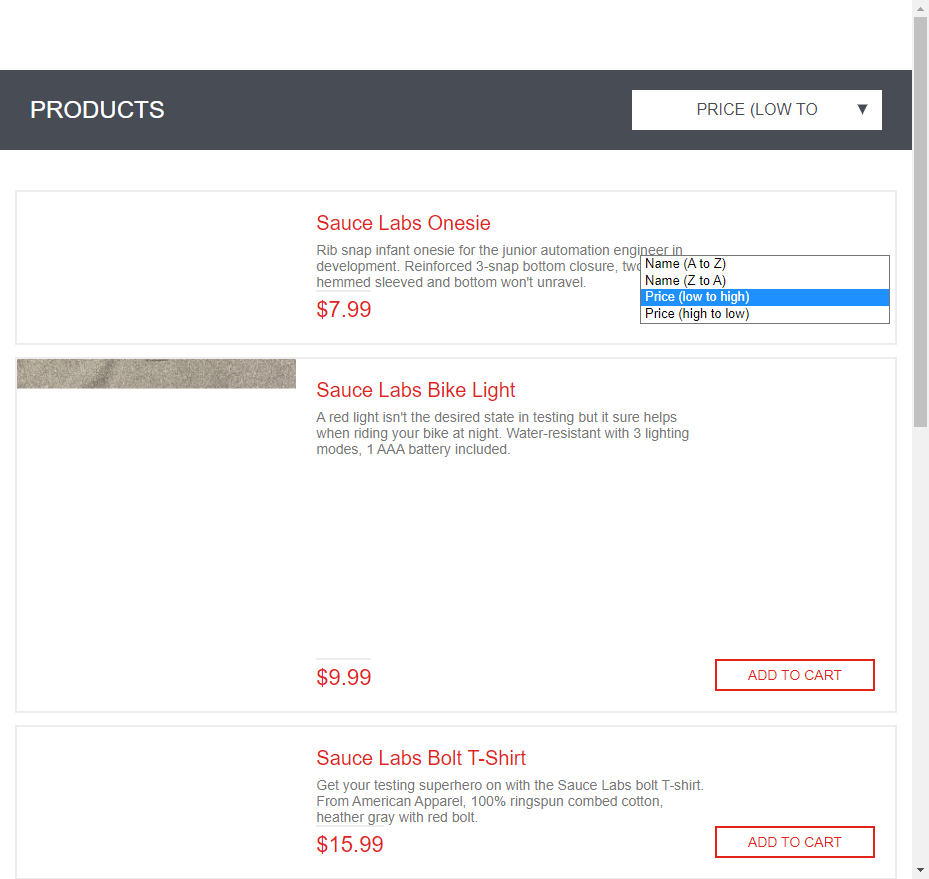 PRODUCTS
PRICE (LOW TO
Sauce Labs Onesie
Rib snap infant onesie for the junior automation engineer in
development. Reinforced 3-snap bottom closure, two
hemmed sleeved and bottom won't unravel.
$7.99
Name (A to Z)
Name (Z to A)
Price (low to high)
Price (high to low)
Sauce Labs Bike Light
A red light isn't the desired state in testing but it sure helps
when riding your bike at night. Water-resistant with 3 lighting
modes, 1 AAA battery included.
$9.99
ADD TO CART
Sauce Labs Bolt T-Shirt
Get your testing superhero on with the Sauce Labs bolt T-shirt.
From American Apparel, 100% ringspun combed cotton,
heather gray with red bolt.
$15.99
ADD TO CART